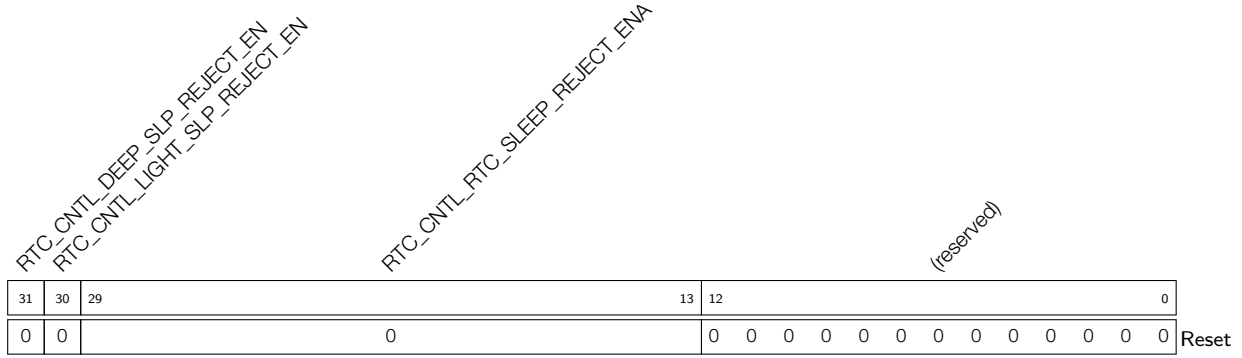 RTC_CNTL_DEEP_SLP_REJECT_EN
RTC_CNTL_LIGHT_SLP_REJECT_EN
RTC_CNTL_RTC_SLEEP_REJECT_ENA
(reserved)
31 30 29 13 12 0
0 0 0 0 0 0 0 0 0 0 0 0 0 0 0 0 Reset